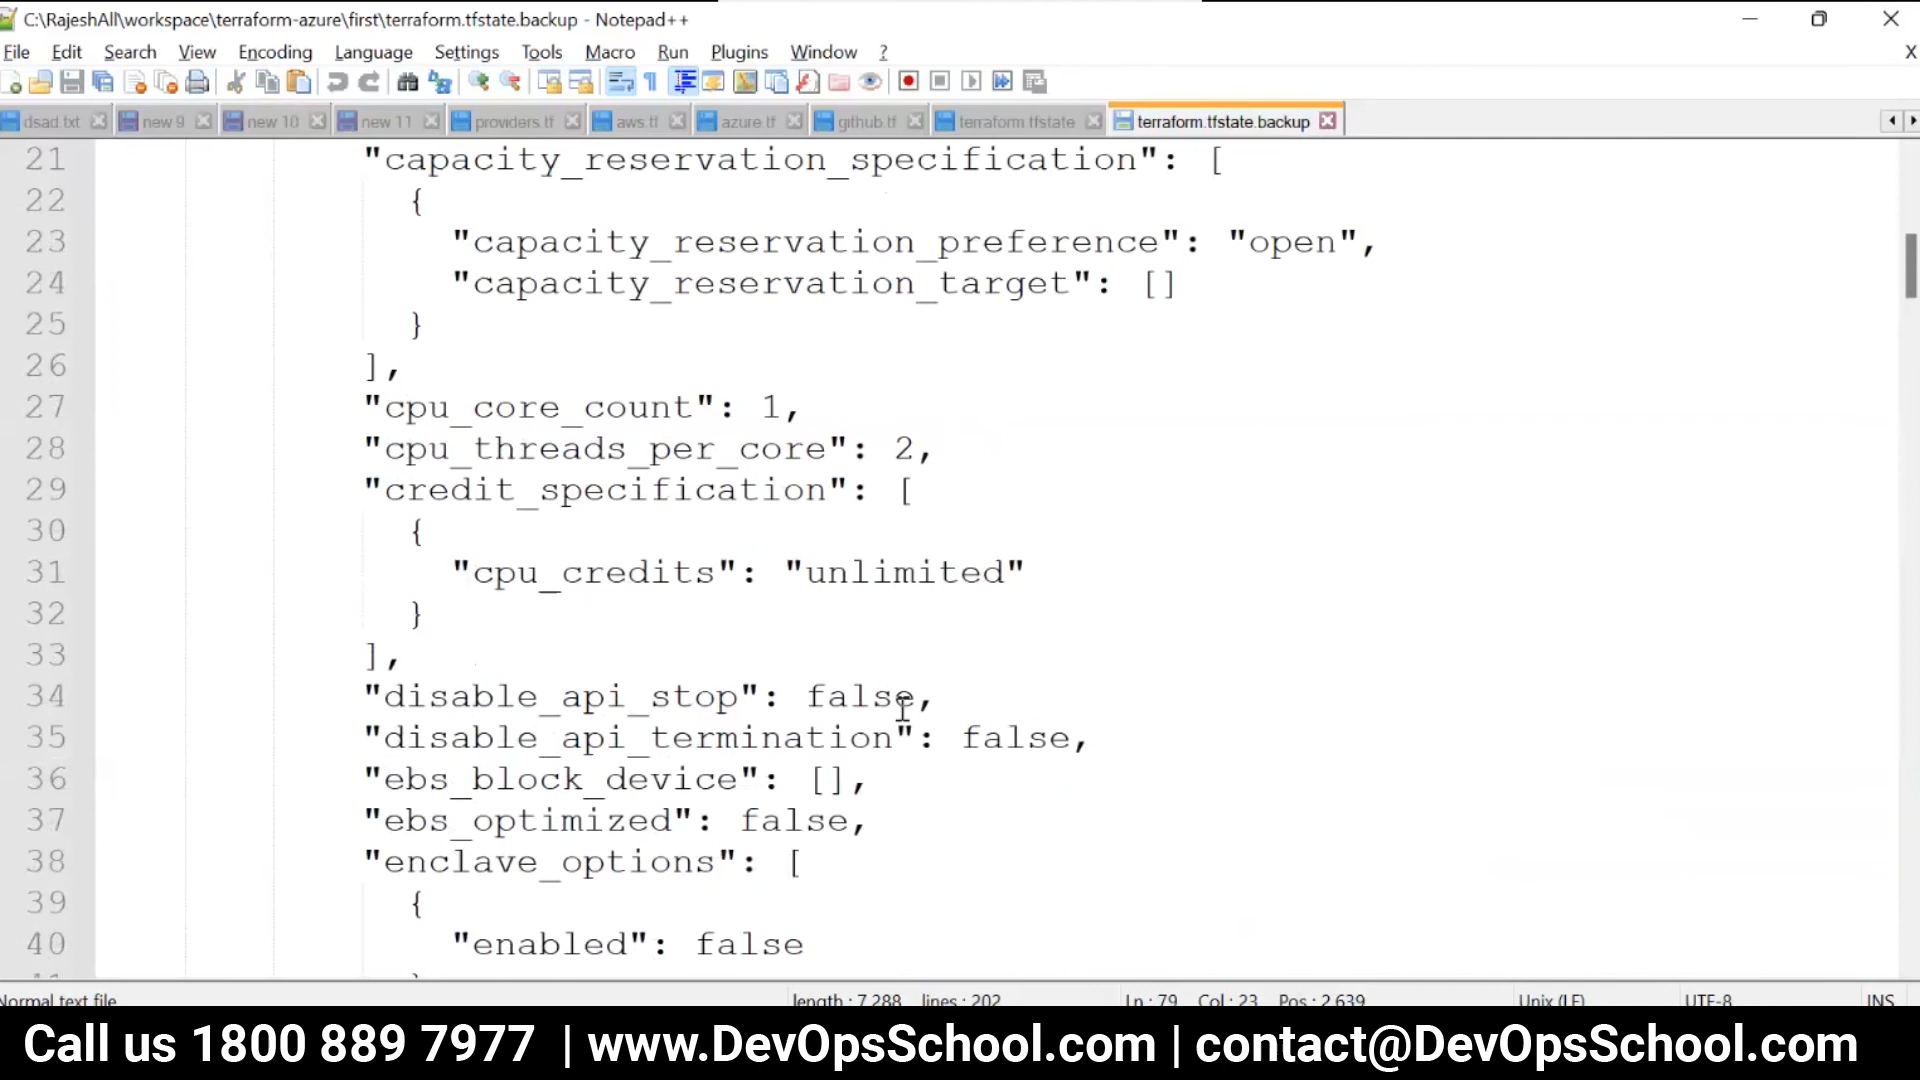 C:\RajeshAll\workspace\terraform-azure\first\terraform.tfstate.backup - Notepad++
File Edit Search View Encoding Language Settings Tools Macro Run Plugins Window ? X
dsad.txt new 9 new 10 new 11 providers.tf aws.tf azure.tf github.tf terraform.tfstate terraform.tfstate.backup
21 "capacity_reservation_specification": [
22 {
23 "capacity_reservation_preference": "open",
24 "capacity_reservation_target": []
25 }
26 ],
27 "cpu_core_count": 1,
28 "cpu_threads_per_core": 2,
29 "credit_specification": [
30 {
31 "cpu_credits": "unlimited"
32 }
33 ],
34 "disable_api_stop": false,
35 "disable_api_termination": false,
36 "ebs_block_device": [],
37 "ebs_optimized": false,
38 "enclave_options": [
39 {
40 "enabled": false
41 }
Normal text file length : 7,288 lines : 202 Ln : 79 Col : 23 Pos : 2,639 Unix (LF) UTF-8 INS
Call us 1800 889 7977 | www.DevOpsSchool.com | contact@DevOpsSchool.com